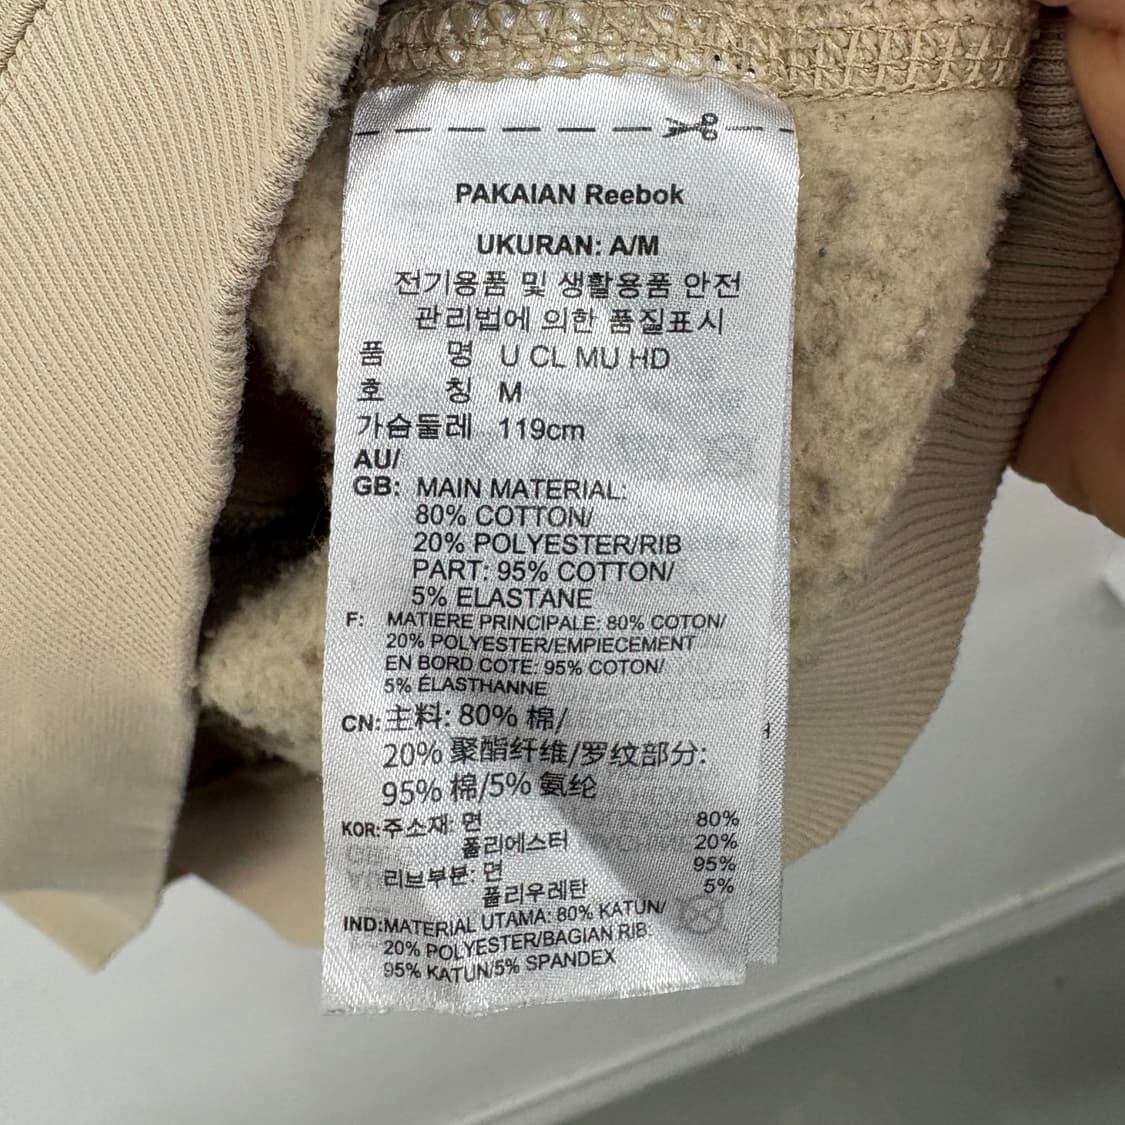 PAKAIAN Reebok
UKURAN: A/M
전기용품 및 생활용품 안전
관리법에 의한 품질표시
품 명 U CL MU HD
호 칭 M
가슴둘레 119cm
AU/
GB: MAIN MATERIAL:
80% COTTON/
20% POLYESTER/RIB
PART: 95% COTTON/
5% ELASTANE
F: MATIERE PRINCIPALE: 80% COTON/
20% POLYESTER/EMPIECEMENT
EN BORD COTE: 95% COTON/
5% ÉLASTHANNE
CN: 主料: 80% 棉/
20% 聚酯纤维/罗纹部分:
95% 棉/5% 氨纶
KOR: 주소재: 면 80%
폴리에스터 20%
리브부분: 면 95%
폴리우레탄 5%
IND: MATERIAL UTAMA: 80% KATUN/
20% POLYESTER/BAGIAN RIB:
95% KATUN/5% SPANDEX